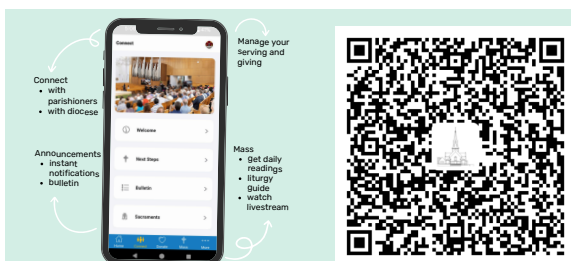 Connect
Manage your
serving and
giving
Connect
• with
parishioners
• with diocese
Welcome
Next Steps
Announcements
• instant
notifications
• bulletin
Mass
• get daily
readings
• liturgy
guide
• watch
livestream
Bulletin
Sacraments
Home
Connect
More